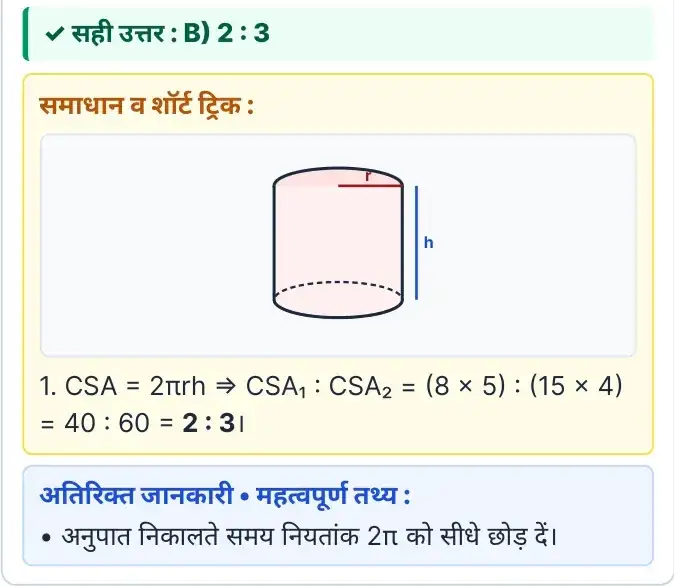 ✓ सही उत्तर : B) 2 : 3
समाधान व शॉर्ट ट्रिक :
r
h
1. CSA = 2πrh ⇒ CSA₁ : CSA₂ = (8 × 5) : (15 × 4)
= 40 : 60 = 2 : 3।
अतिरिक्त जानकारी • महत्वपूर्ण तथ्य :
• अनुपात निकालते समय नियतांक 2π को सीधे छोड़ दें।